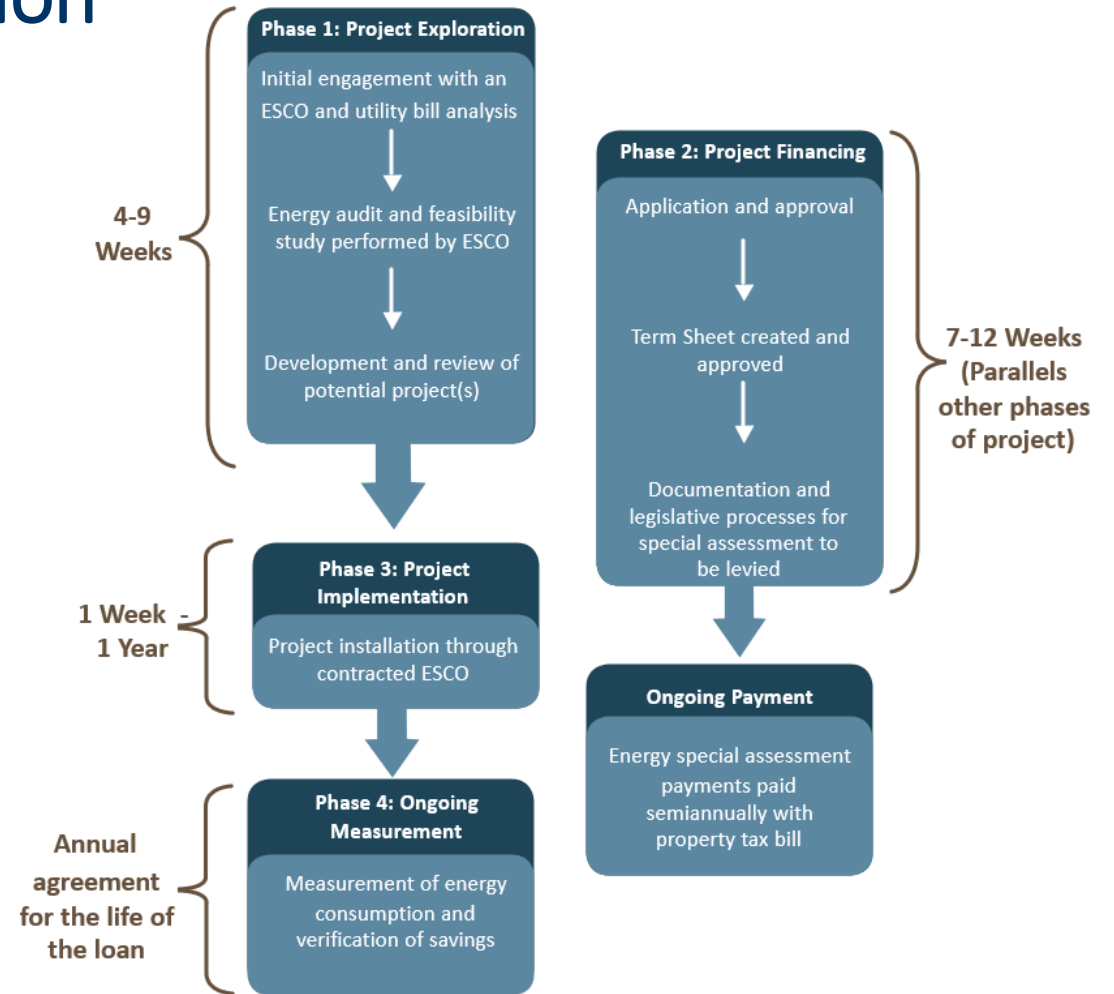 Phase 1: Project Exploration
Initial engagement with an
ESCO and utility bill analysis
Energy audit and feasibility
study performed by ESCO
Development and review of
potential project(s)
4-9
Weeks
Phase 2: Project Financing
Application and approval
Term Sheet created and
approved
Documentation and
legislative processes for
special assessment to
be levied
7-12 Weeks
(Parallels
other phases
of project)
Phase 3: Project
Implementation
Project installation through
contracted ESCO
1 Week -
1 Year
Ongoing Payment
Energy special assessment
payments paid
semiannually with
property tax bill
Phase 4: Ongoing
Measurement
Measurement of energy
consumption and
verification of savings
Annual
agreement
for the life of
the loan